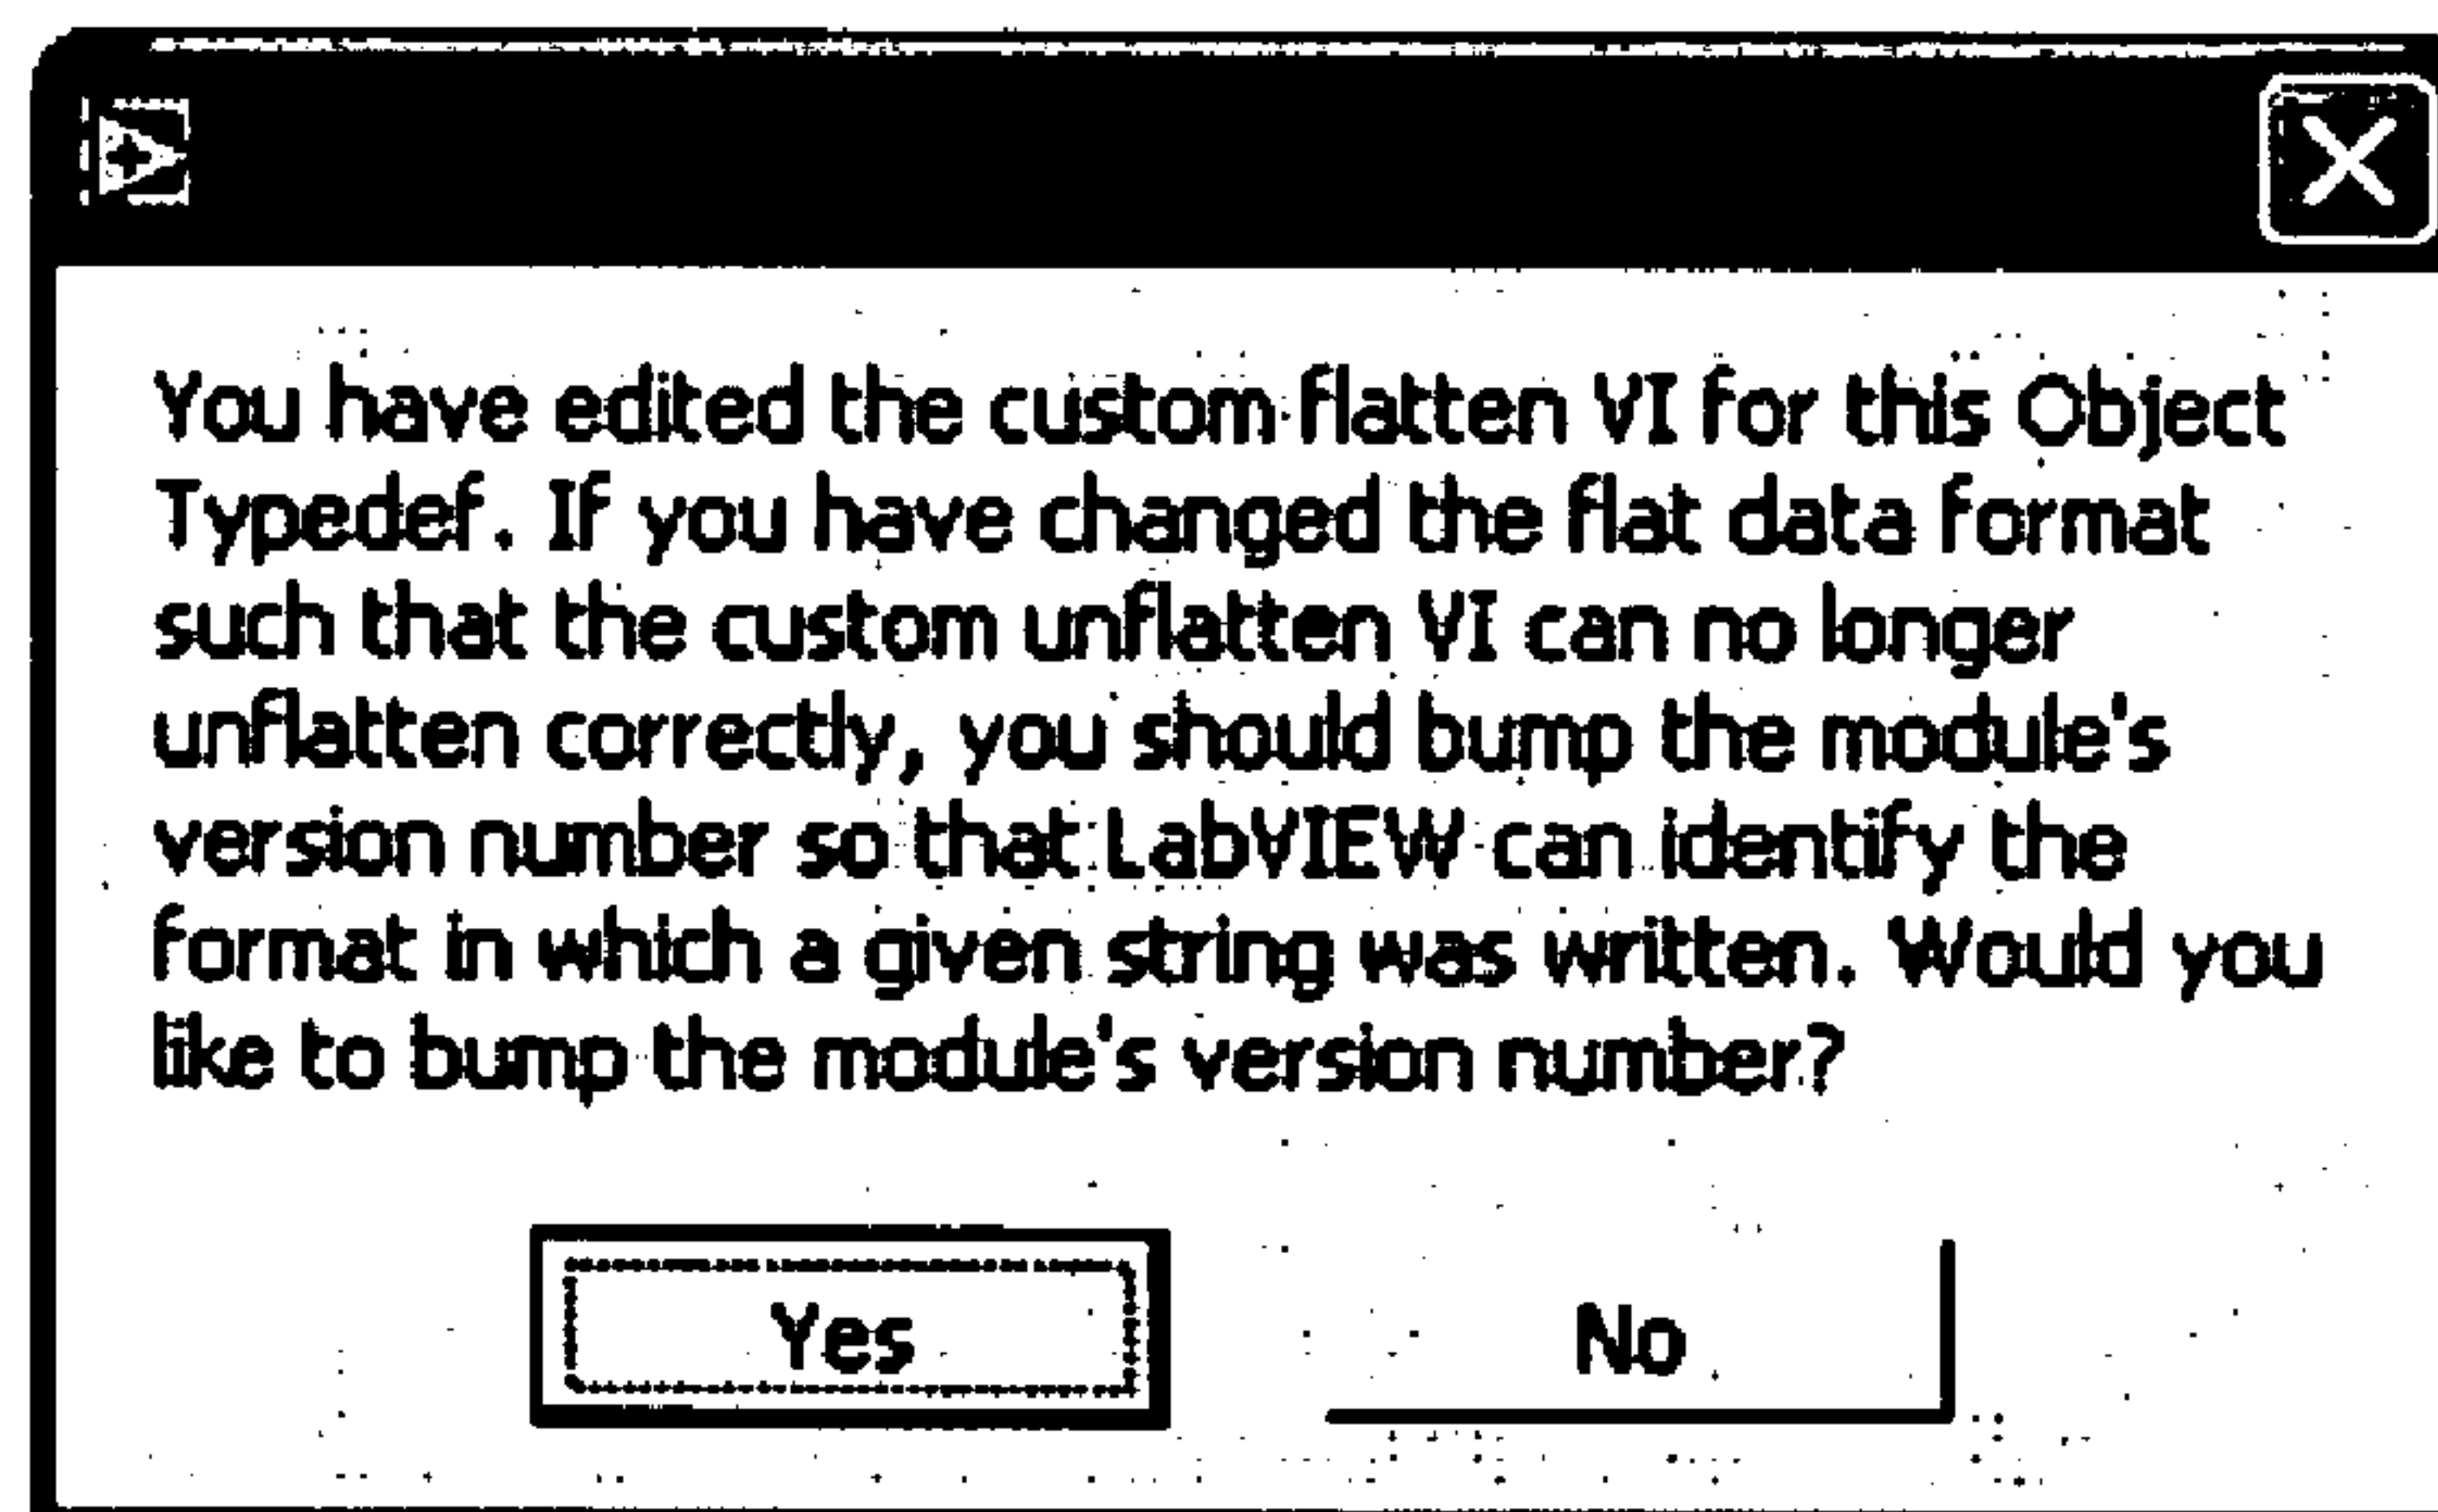 You have edited the custom flatten VI for this Object
Typedef. If you have changed the flat data format
such that the custom unflatten VI can no longer
unflatten correctly, you should bump the module's
version number so that LabVIEW can identify the
format in which a given string was written. Would you
like to bump the module's version number?
Yes No